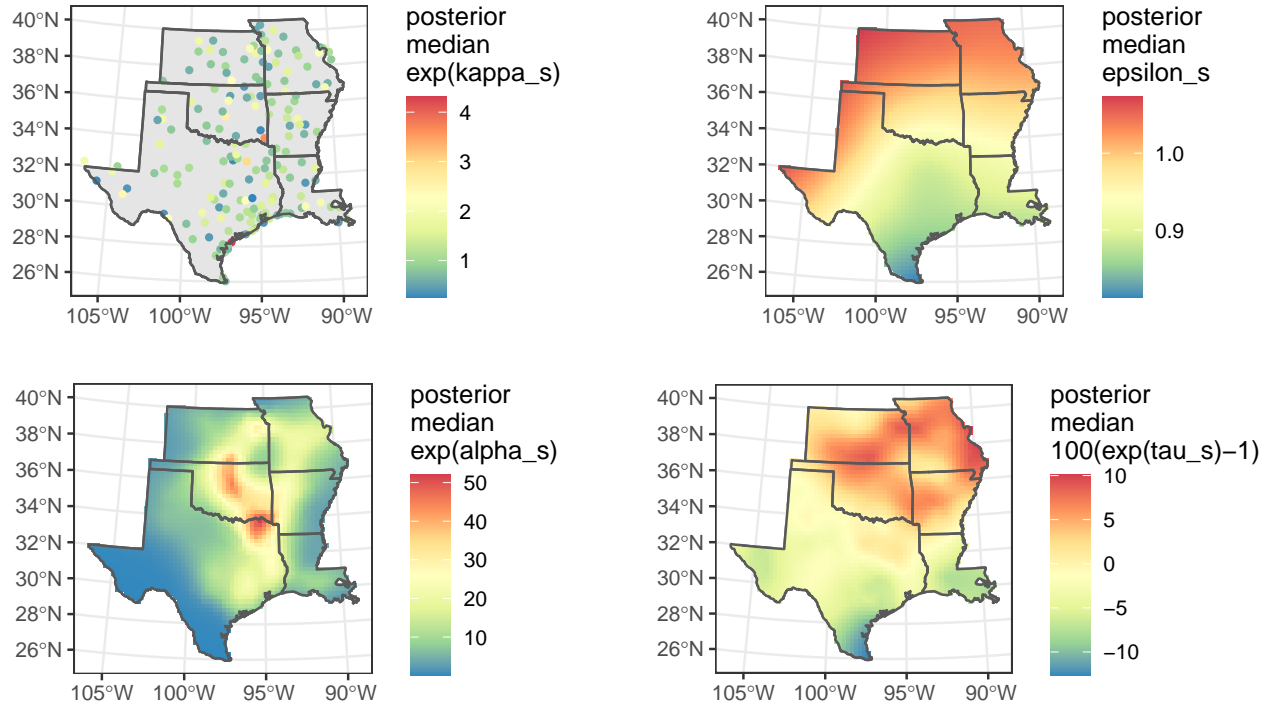 40°N
38°N
36°N
34°N
32°N
30°N
28°N
26°N
105°W
100°W
95°W
90°W
posterior
median
exp(kappa_s)
4
3
2
1
40°N
38°N
36°N
34°N
32°N
30°N
28°N
26°N
105°W
100°W
95°W
90°W
posterior
median
epsilon_s
1.0
0.9
40°N
38°N
36°N
34°N
32°N
30°N
28°N
26°N
105°W
100°W
95°W
90°W
posterior
median
exp(alpha_s)
50
40
30
20
10
40°N
38°N
36°N
34°N
32°N
30°N
28°N
26°N
105°W
100°W
95°W
90°W
posterior
median
100(exp(tau_s)−1)
10
5
0
−5
−10